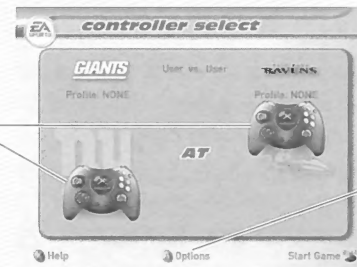 EA
SPORTS
controller select
GIANTS
User vs. User
RAVENS
Profile: NONE
Profile: NONE
AT
Help
Options
Start Game